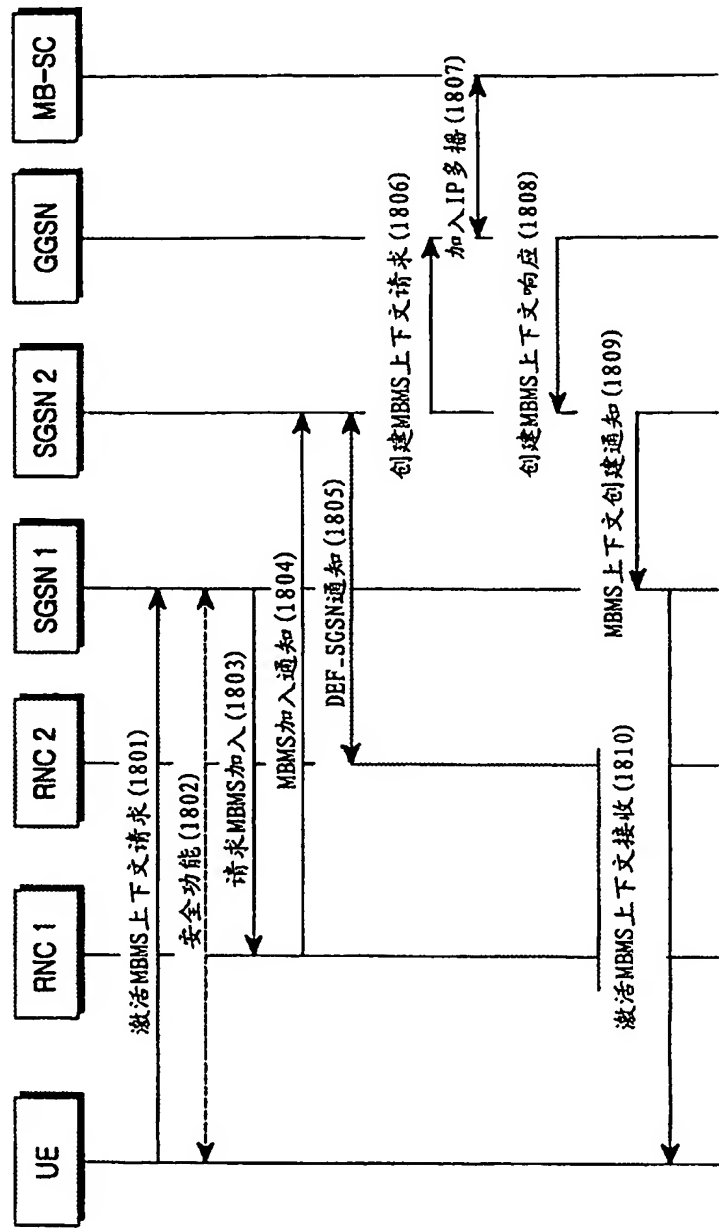 UE
RNC 1
RNC 2
SGSN 1
SGSN 2
GGSN
MB-SC
激活MBMS上下文请求(1801)
安全功能(1802)
请求MBMS加入(1803)
MBMS加入通知(1804)
DEF_SGSN通知(1805)
创建MBMS上下文请求(1806)
加入IP多播(1807)
创建MBMS上下文响应(1808)
MBMS上下文创建通知(1809)
激活MBMS上下文接收(1810)